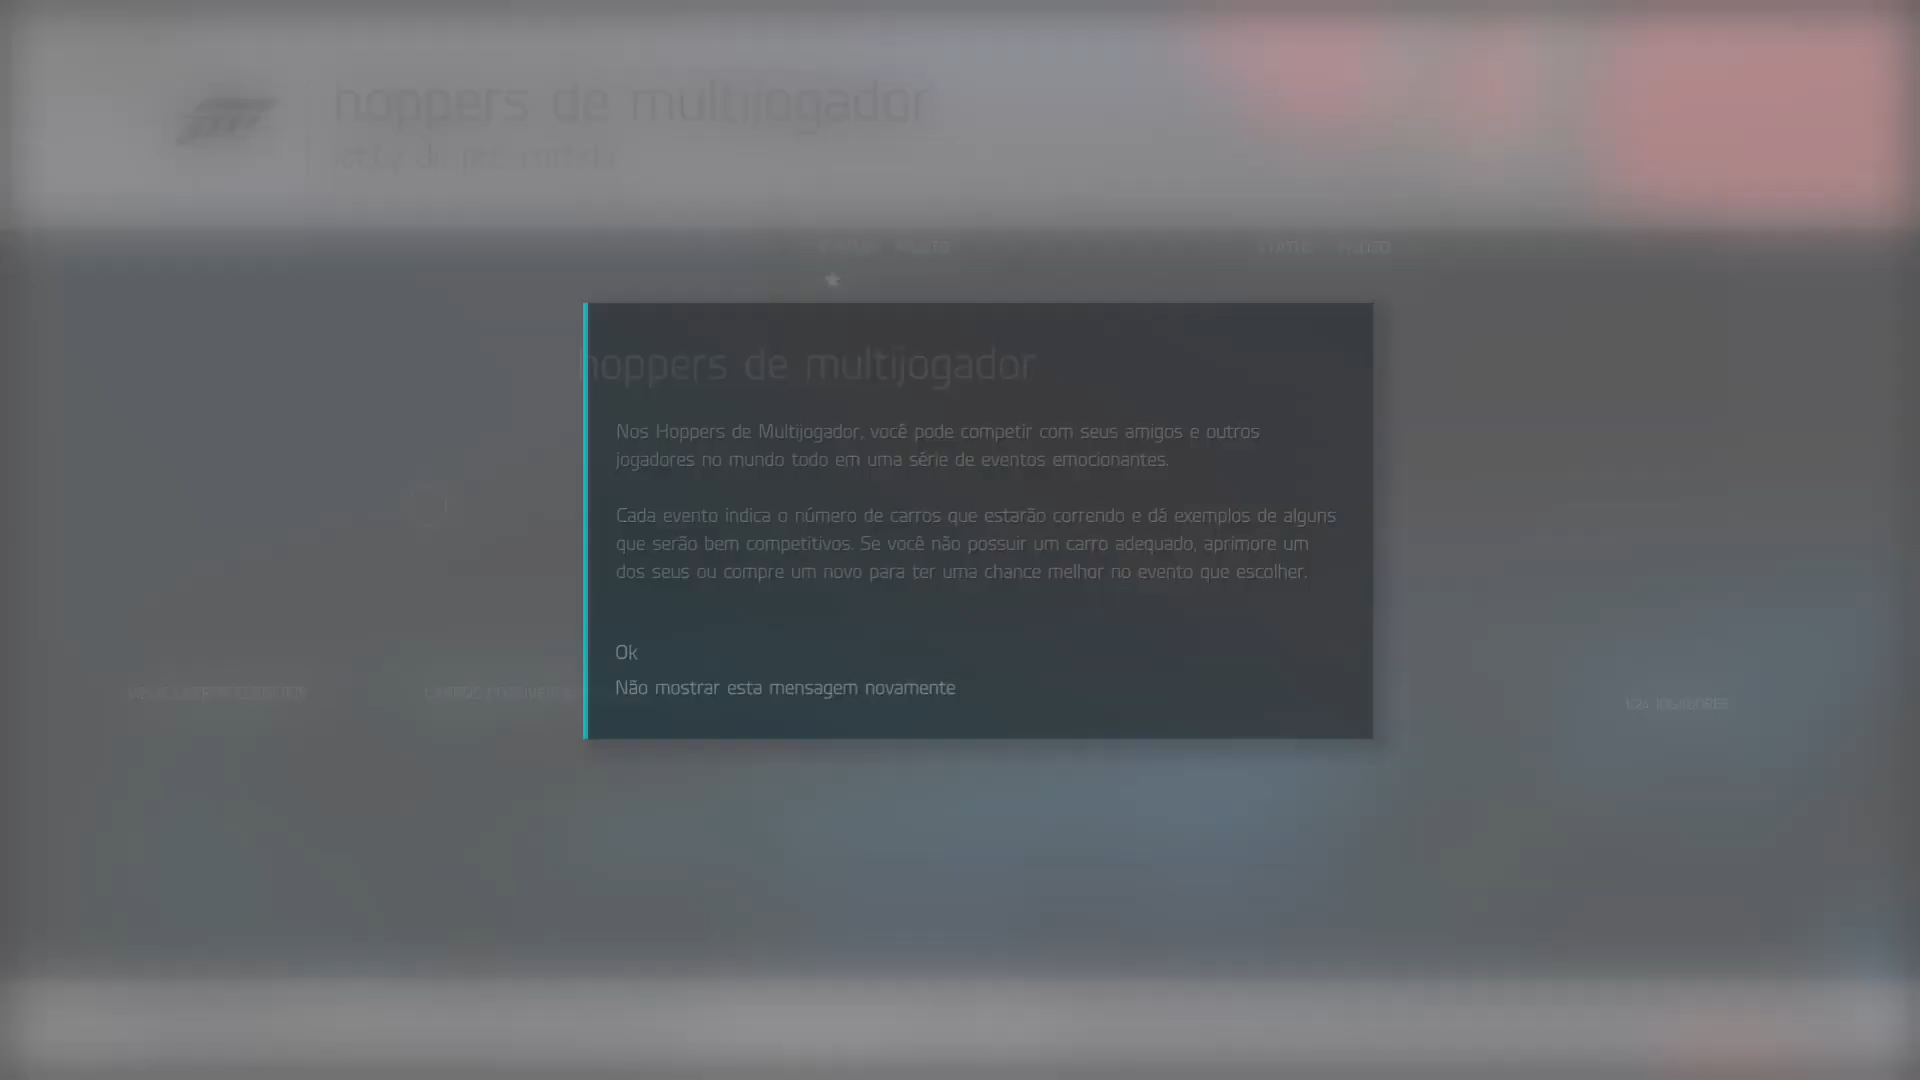 hoppers de multijogador
hoppers de multijogador
Nos Hoppers de Multijogador, você pode competir com seus amigos e outros
jogadores no mundo todo em uma série de eventos emocionantes.
Cada evento indica o número de carros que estarão correndo e dá exemplos de alguns
que serão bem competitivos. Se você não possuir um carro adequado, aprimore um
dos seus ou compre um novo para ter uma chance melhor no evento que escolher.
Ok
Não mostrar esta mensagem novamente